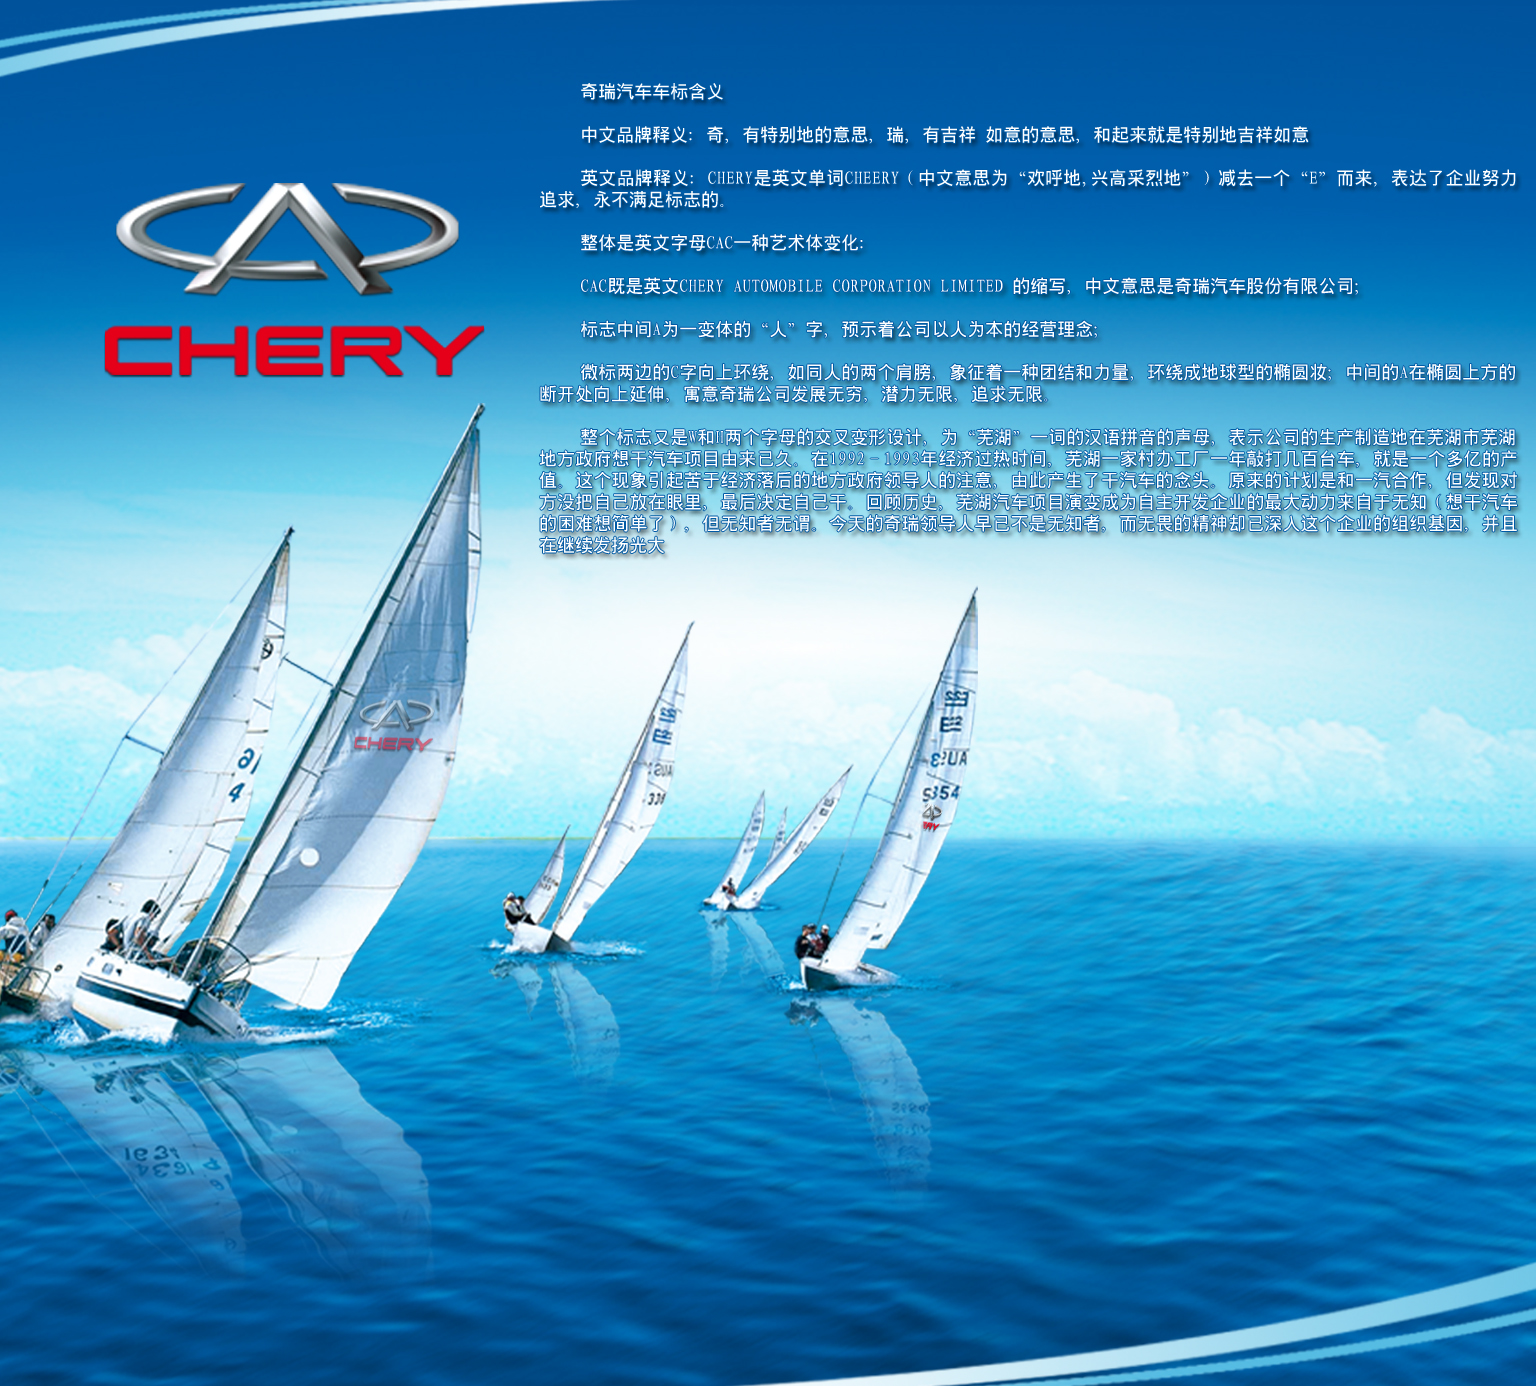 奇瑞汽车车标含义
中文品牌释义：奇，有特别地的意思，瑞，有吉祥 如意的意思，和起来就是特别地吉祥如意
英文品牌释义：CHERY是英文单词CHEERY（中文意思为“欢呼地,兴高采烈地”）减去一个“E”而来，表达了企业努力
追求，永不满足标志的。
整体是英文字母CAC一种艺术体变化：
CAC既是英文CHERY AUTOMOBILE CORPORATION LIMITED 的缩写，中文意思是奇瑞汽车股份有限公司；
标志中间A为一变体的“人”字，预示着公司以人为本的经营理念；
CHERY
徽标两边的C字向上环绕，如同人的两个肩膀，象征着一种团结和力量，环绕成地球型的椭圆妆；中间的A在椭圆上方的
断开处向上延伸，寓意奇瑞公司发展无穷，潜力无限，追求无限。
整个标志又是W和H两个字母的交叉变形设计，为“芜湖”一词的汉语拼音的声母，表示公司的生产制造地在芜湖市芜湖
地方政府想干汽车项目由来已久。在1992－1993年经济过热时间，芜湖一家村办工厂一年敲打几百台车，就是一个多亿的产
值。这个现象引起苦于经济落后的地方政府领导人的注意，由此产生了干汽车的念头。原来的计划是和一汽合作，但发现对
方没把自己放在眼里，最后决定自己干。回顾历史，芜湖汽车项目演变成为自主开发企业的最大动力来自于无知（想干汽车
的困难想简单了），但无知者无谓。今天的奇瑞领导人早已不是无知者，而无畏的精神却已深入这个企业的组织基因，并且
在继续发扬光大
CHERY
4
336